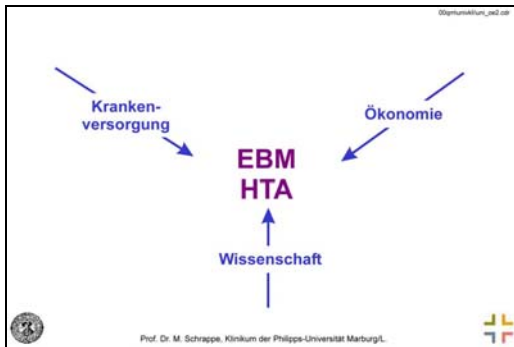 Kranken-
versorgung
Ökonomie
EBM
HTA
Wissenschaft
Prof. Dr. M. Schrappe, Klinikum der Philipps-Universität Marburg/L.